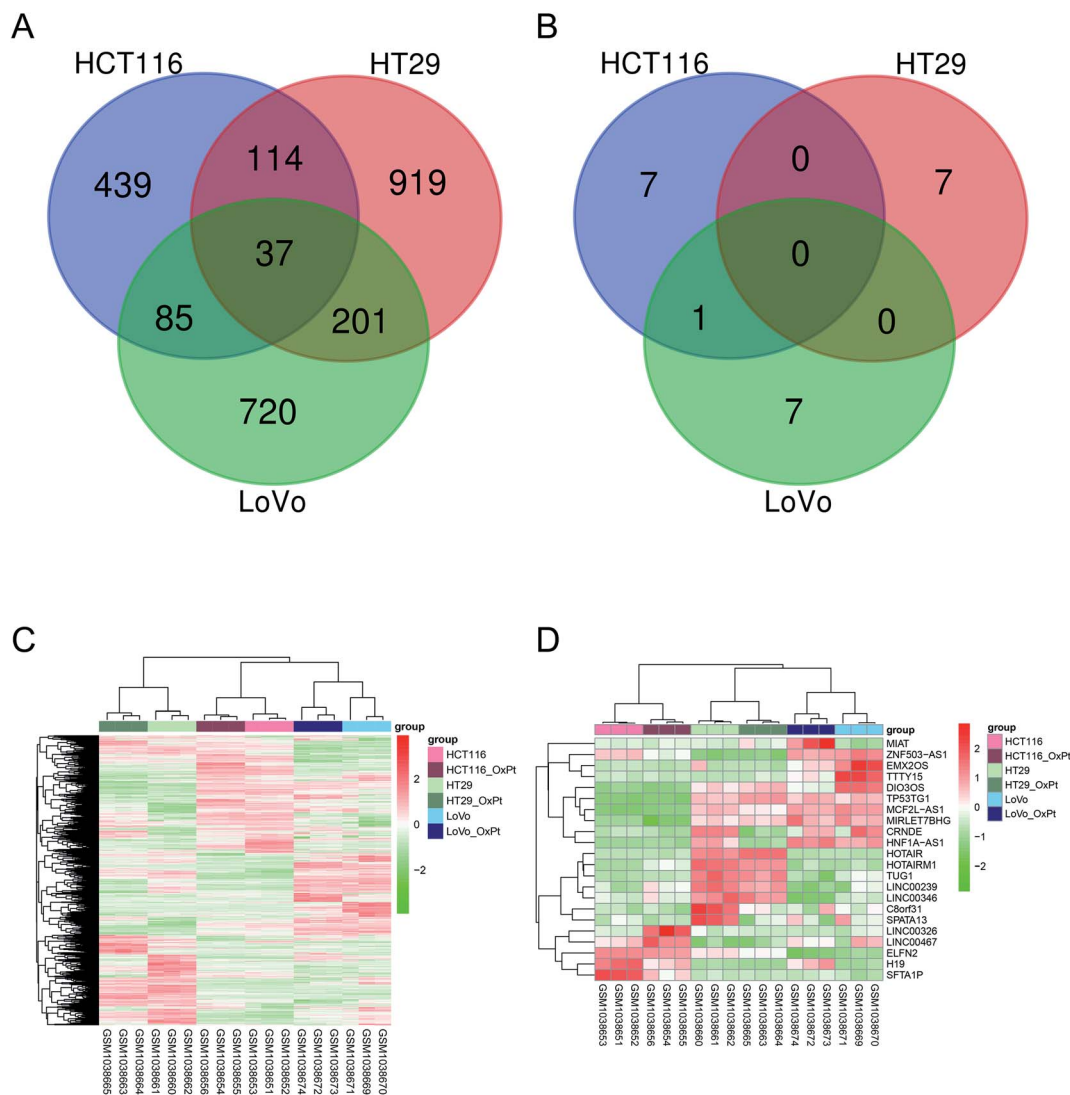 A
HCT116
HT29
439
114
919
37
85
201
720
LoVo
B
HCT116
HT29
7
0
7
0
1
0
7
LoVo
C
group
group
HCT116
HCT116_OxPt
HT29
HT29_OxPt
LoVo
LoVo_OxPt
2
0
−2
GSM1038665
GSM1038663
GSM1038664
GSM1038661
GSM1038660
GSM1038662
GSM1038656
GSM1038654
GSM1038655
GSM1038653
GSM1038651
GSM1038652
GSM1038674
GSM1038672
GSM1038673
GSM1038671
GSM1038669
GSM1038670
D
group
MIAT
ZNF503−AS1
EMX2OS
TTTY15
DIO3OS
TP53TG1
MCF2L−AS1
MIRLET7BHG
CRNDE
HNF1A−AS1
HOTAIR
HOTAIRM1
TUG1
LINC00239
LINC00346
C8orf31
SPATA13
LINC00326
LINC00467
ELFN2
H19
SFTA1P
2
1
0
−1
−2
group
HCT116
HCT116_OxPt
HT29
HT29_OxPt
LoVo
LoVo_OxPt
GSM1038653
GSM1038651
GSM1038652
GSM1038656
GSM1038654
GSM1038655
GSM1038660
GSM1038661
GSM1038662
GSM1038665
GSM1038663
GSM1038664
GSM1038674
GSM1038672
GSM1038673
GSM1038671
GSM1038669
GSM1038670